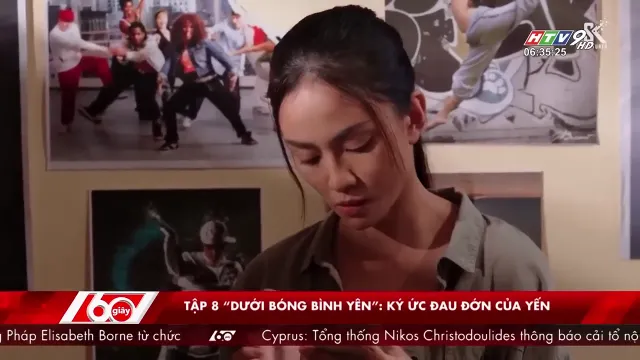 HTV9 HD
06:35:25
60 giây
TẬP 8 “DƯỚI BÓNG BÌNH YÊN”: KÝ ỨC ĐAU ĐỚN CỦA YẾN
Pháp Elisabeth Borne từ chức 60 Cyprus: Tổng thống Nikos Christodoulides thông báo cải tổ nộ